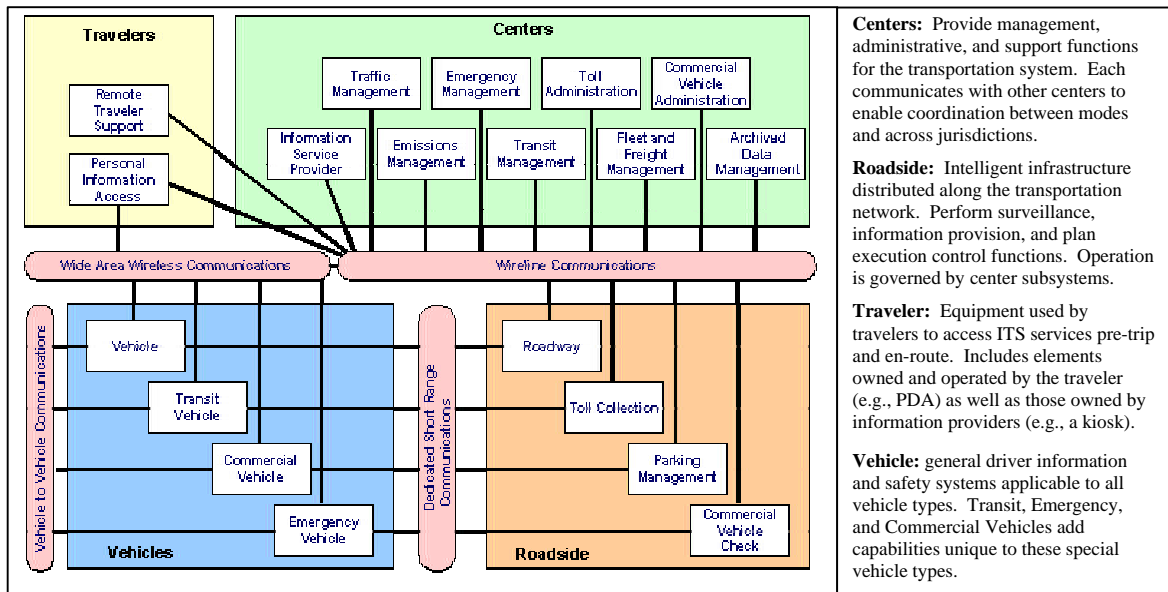 Travelers
Remote
Traveler
Support
Personal
Information
Access
Centers
Traffic
Management
Emergency
Management
Toll
Administration
Commercial
Vehicle
Administration
Information
Service
Provider
Emissions
Management
Transit
Management
Fleet and
Freight
Management
Archived
Data
Management
Wide Area Wireless Communications
Wireline Communications
Vehicle to Vehicle Communications
Vehicle
Transit
Vehicle
Commercial
Vehicle
Emergency
Vehicle
Vehicles
Dedicated Short Range
Communications
Roadway
Toll Collection
Parking
Management
Commercial
Vehicle
Check
Roadside
Centers: Provide management,
administrative, and support functions
for the transportation system. Each
communicates with other centers to
enable coordination between modes
and across jurisdictions.
Roadside: Intelligent infrastructure
distributed along the transportation
network. Perform surveillance,
information provision, and plan
execution control functions. Operation
is governed by center subsystems.
Traveler: Equipment used by
travelers to access ITS services pre-trip
and en-route. Includes elements
owned and operated by the traveler
(e.g., PDA) as well as those owned by
information providers (e.g., a kiosk).
Vehicle: general driver information
and safety systems applicable to all
vehicle types. Transit, Emergency,
and Commercial Vehicles add
capabilities unique to these special
vehicle types.